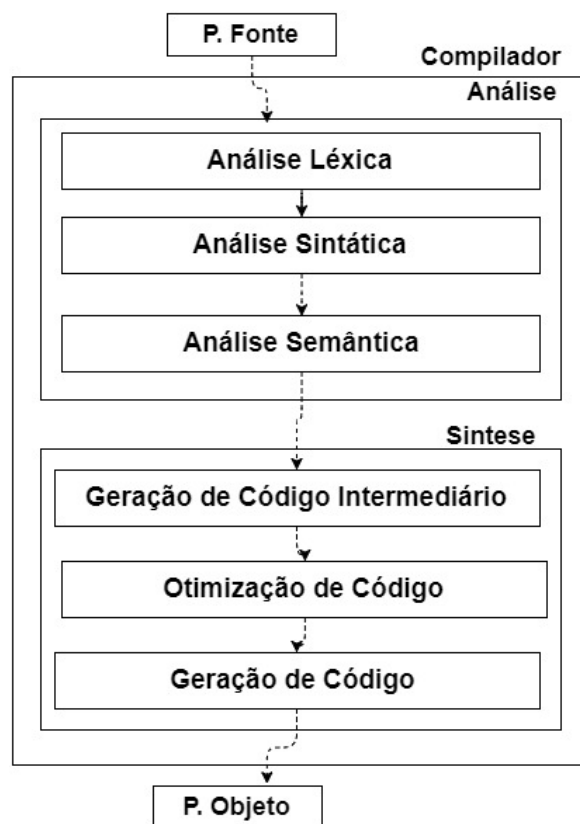 P. Fonte
Compilador
Análise
Análise Léxica
Análise Sintática
Análise Semântica
Sintese
Geração de Código Intermediário
Otimização de Código
Geração de Código
P. Objeto